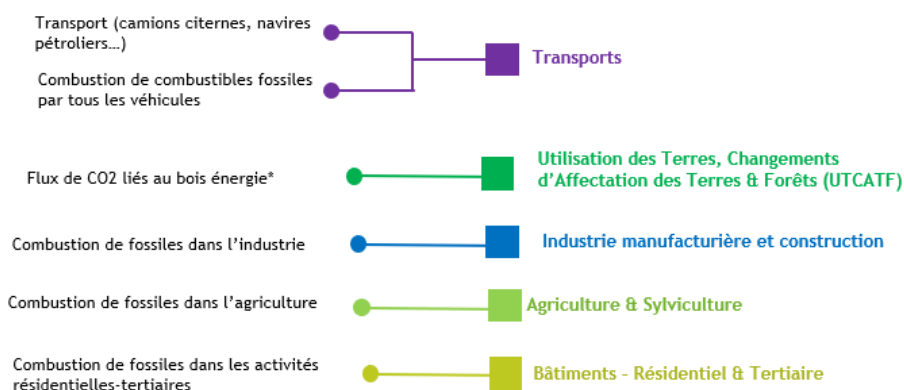 Transport (camions citernes, navires
pétroliers…)
Combustion de combustibles fossiles
par tous les véhicules
Transports
Flux de CO2 liés au bois énergie*
Utilisation des Terres, Changements
d’Affectation des Terres & Forêts (UTCATF)
Combustion de fossiles dans l’industrie
Industrie manufacturière et construction
Combustion de fossiles dans l’agriculture
Agriculture & Sylviculture
Combustion de fossiles dans les activités
résidentielles-tertiaires
Bâtiments - Résidentiel & Tertiaire